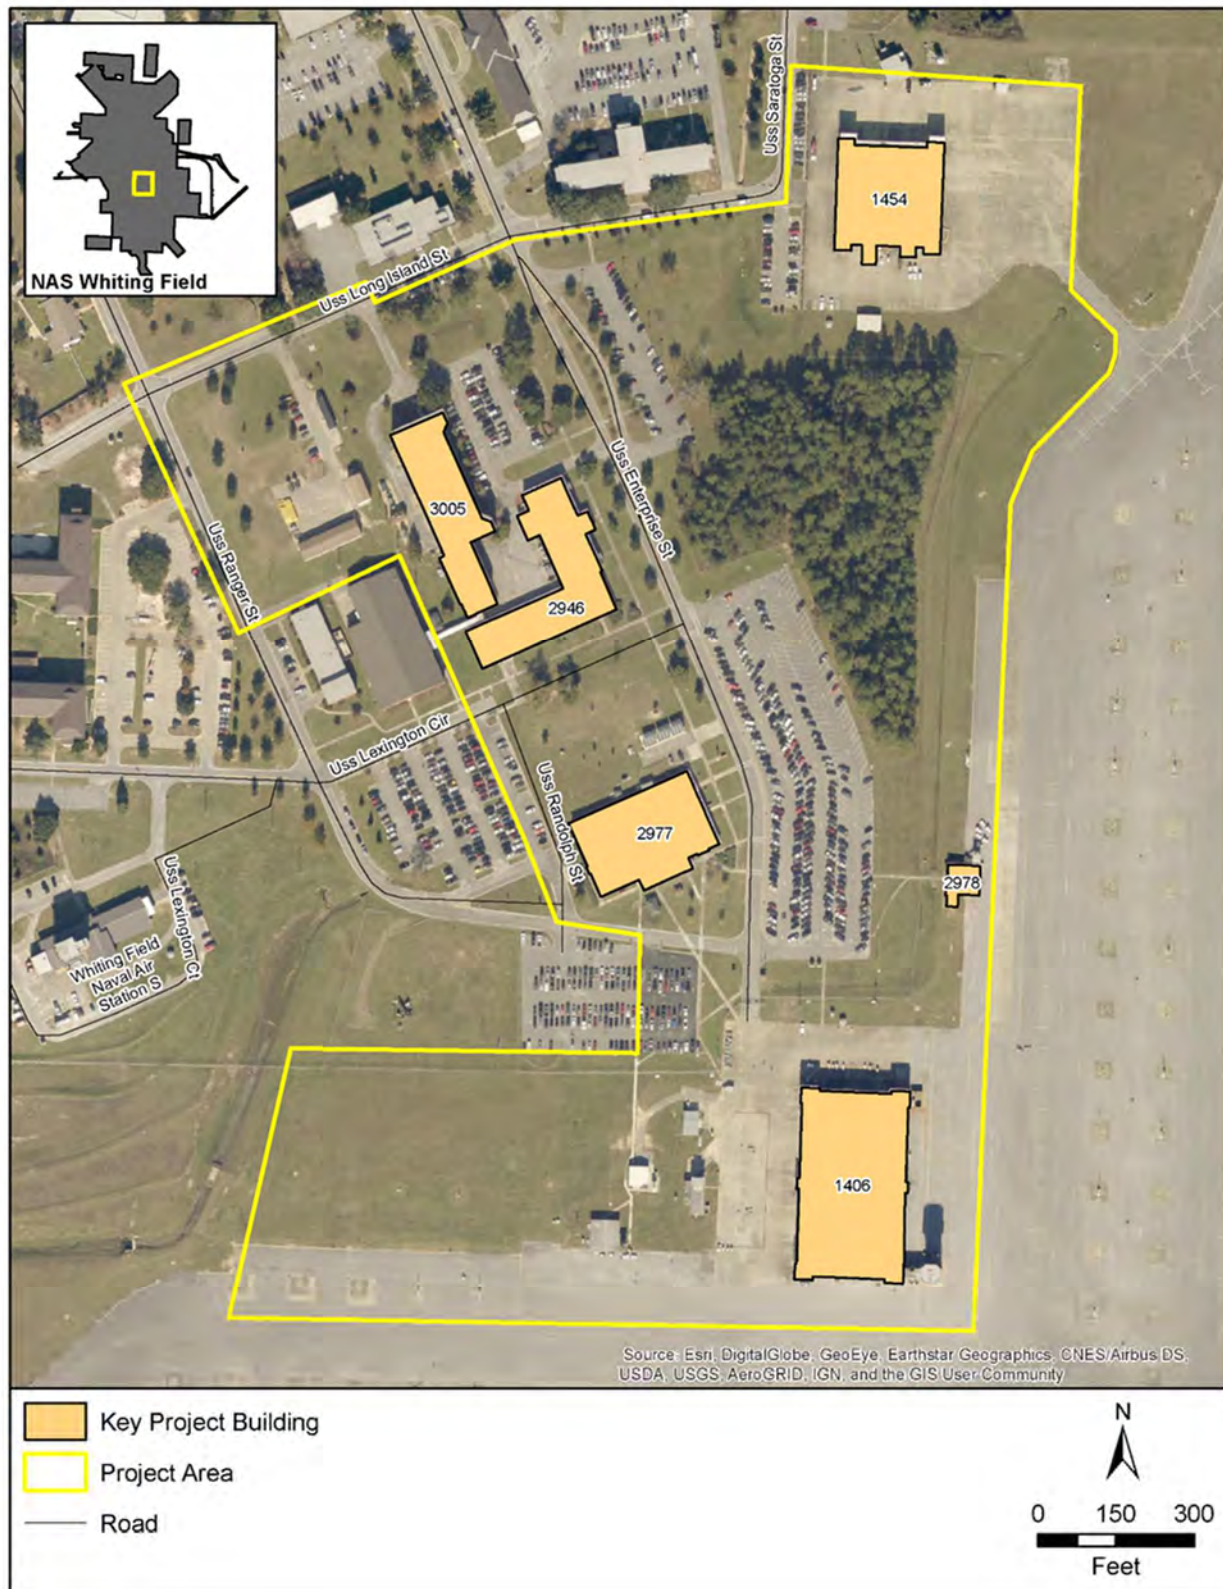 NAS Whiting Field
Uss Saratoga St
1454
Uss Long Island St
3005
Uss Enterprise St
Uss Ranger St
2946
Uss Lexington Cir
Uss Randolph St
2977
2978
Uss Lexington Ct
Whiting Field
Naval Air
Station S
1406
Source: Esri, DigitalGlobe, GeoEye, Earthstar Geographics, CNES/Airbus DS,
USDA, USGS, AeroGRID, IGN, and the GIS User Community
Key Project Building
Project Area
Road
N
0 150 300
Feet